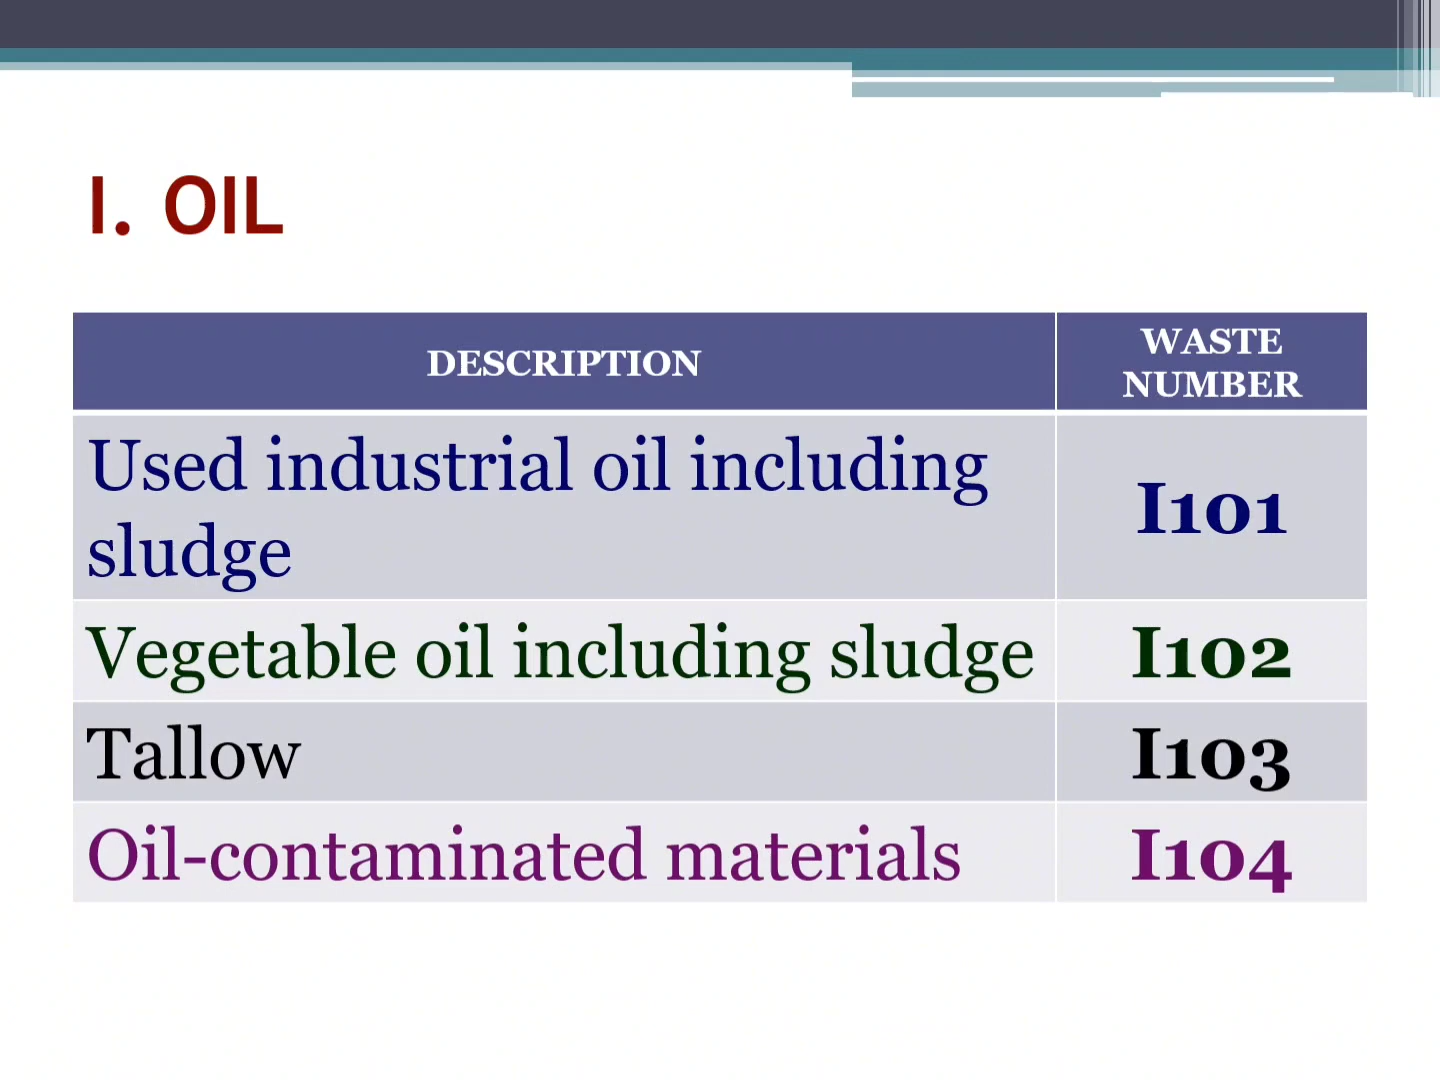 I. OIL
DESCRIPTION
WASTE
NUMBER
Used industrial oil including
sludge
I101
Vegetable oil including sludge
I102
Tallow
I103
Oil-contaminated materials
I104